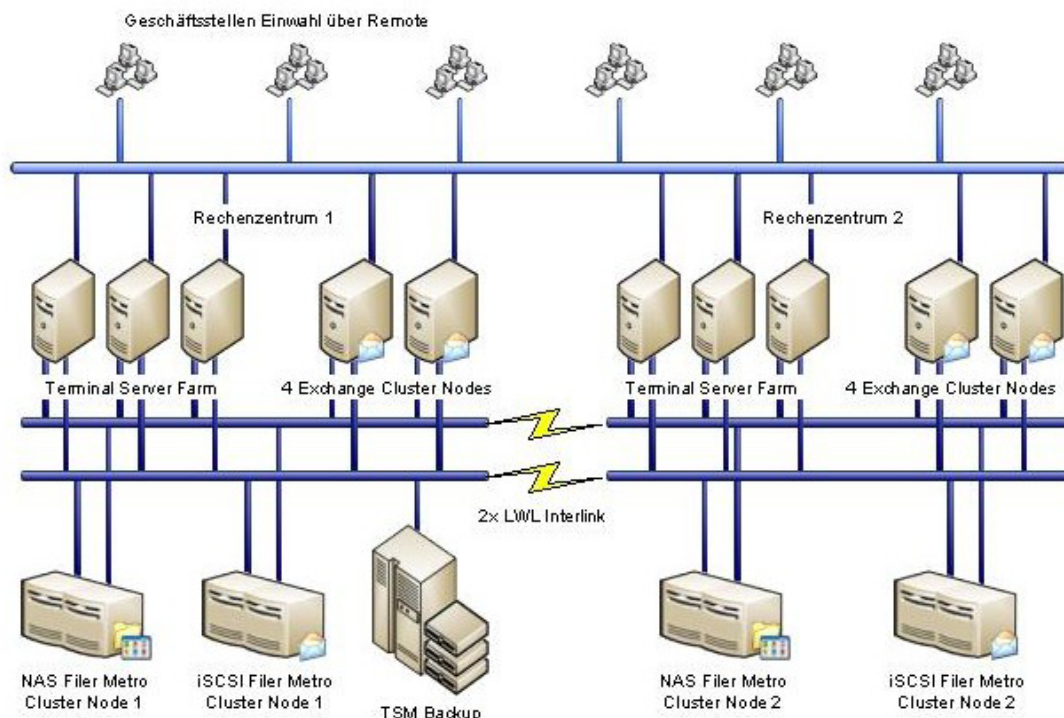 Geschäftsstellen Einwahl über Remote
Rechenzentrum 1
Rechenzentrum 2
Terminal Server Farm
4 Exchange Cluster Nodes
Terminal Server Farm
4 Exchange Cluster Nodes
2x LWL Interlink
NAS Filer Metro
Cluster Node 1
iSCSI Filer Metro
Cluster Node 1
TSM Backup
NAS Filer Metro
Cluster Node 2
iSCSI Filer Metro
Cluster Node 2